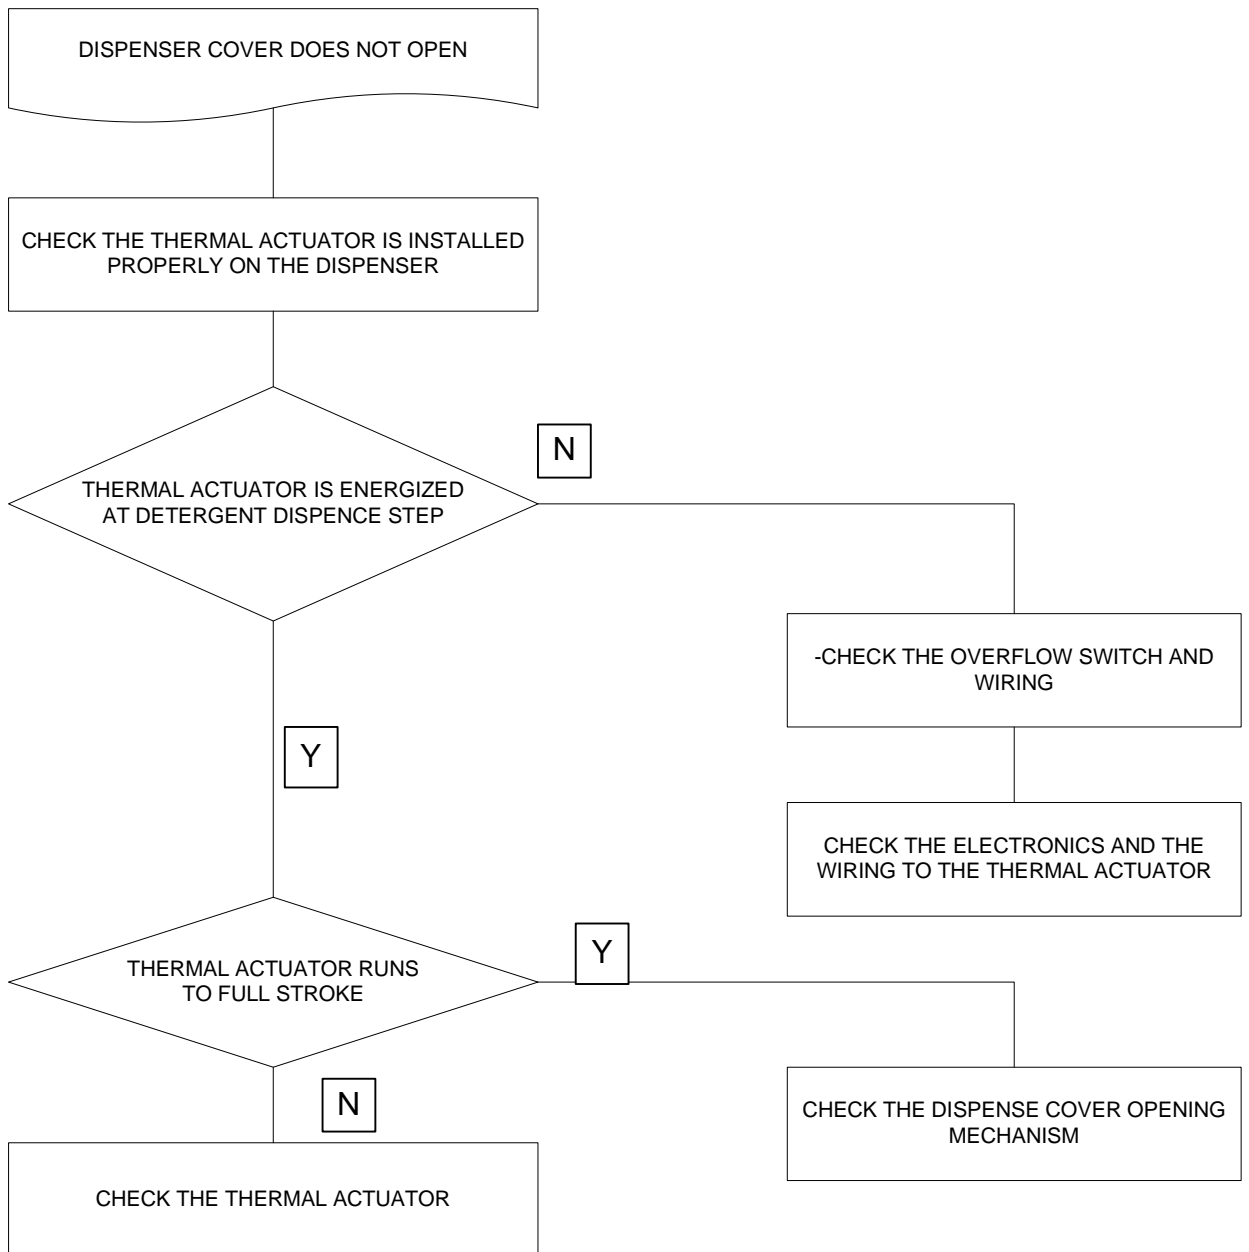 DISPENSER COVER DOES NOT OPEN
CHECK THE THERMAL ACTUATOR IS INSTALLED
PROPERLY ON THE DISPENSER
N
THERMAL ACTUATOR IS ENERGIZED
AT DETERGENT DISPENCE STEP
-CHECK THE OVERFLOW SWITCH AND
WIRING
Y
CHECK THE ELECTRONICS AND THE
WIRING TO THE THERMAL ACTUATOR
Y
THERMAL ACTUATOR RUNS
TO FULL STROKE
N
CHECK THE DISPENSE COVER OPENING
MECHANISM
CHECK THE THERMAL ACTUATOR